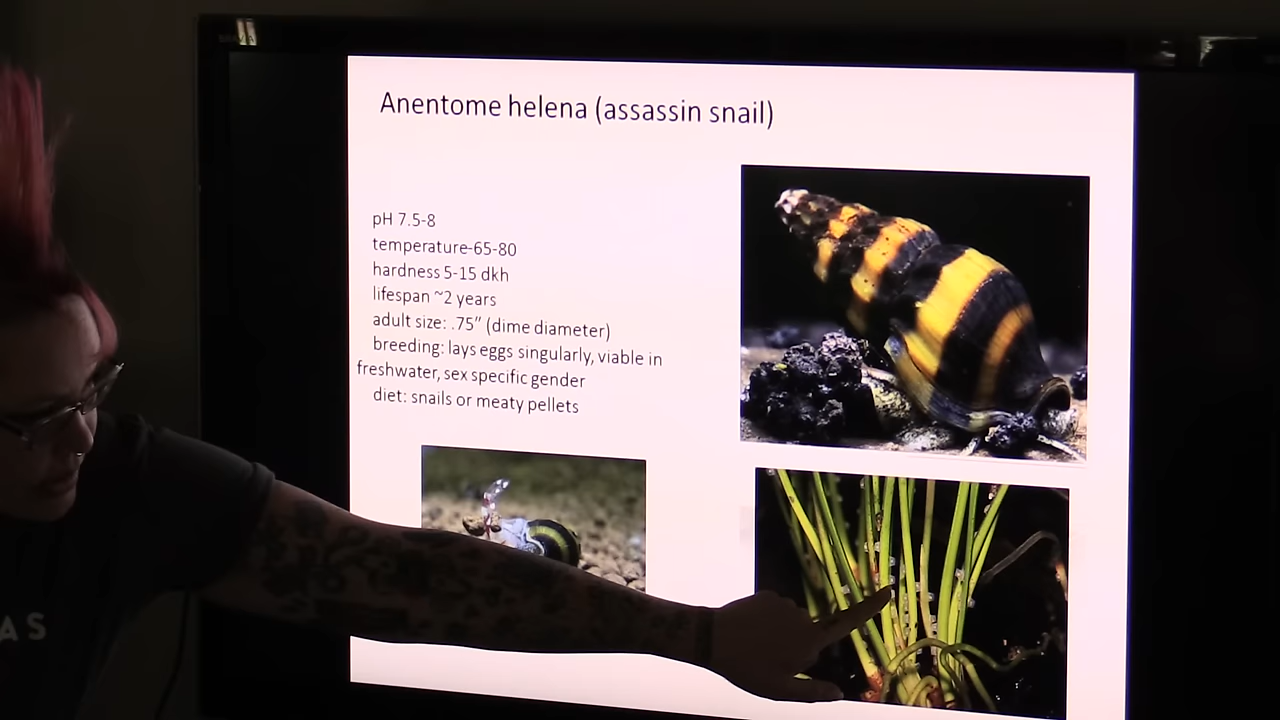 Anentome helena (assassin snail)
pH 7.5-8
temperature-65-80
hardness 5-15 dkh
lifespan ~2 years
adult size: .75” (dime diameter)
breeding: lays eggs singularly, viable in
freshwater, sex specific gender
diet: snails or meaty pellets
AS